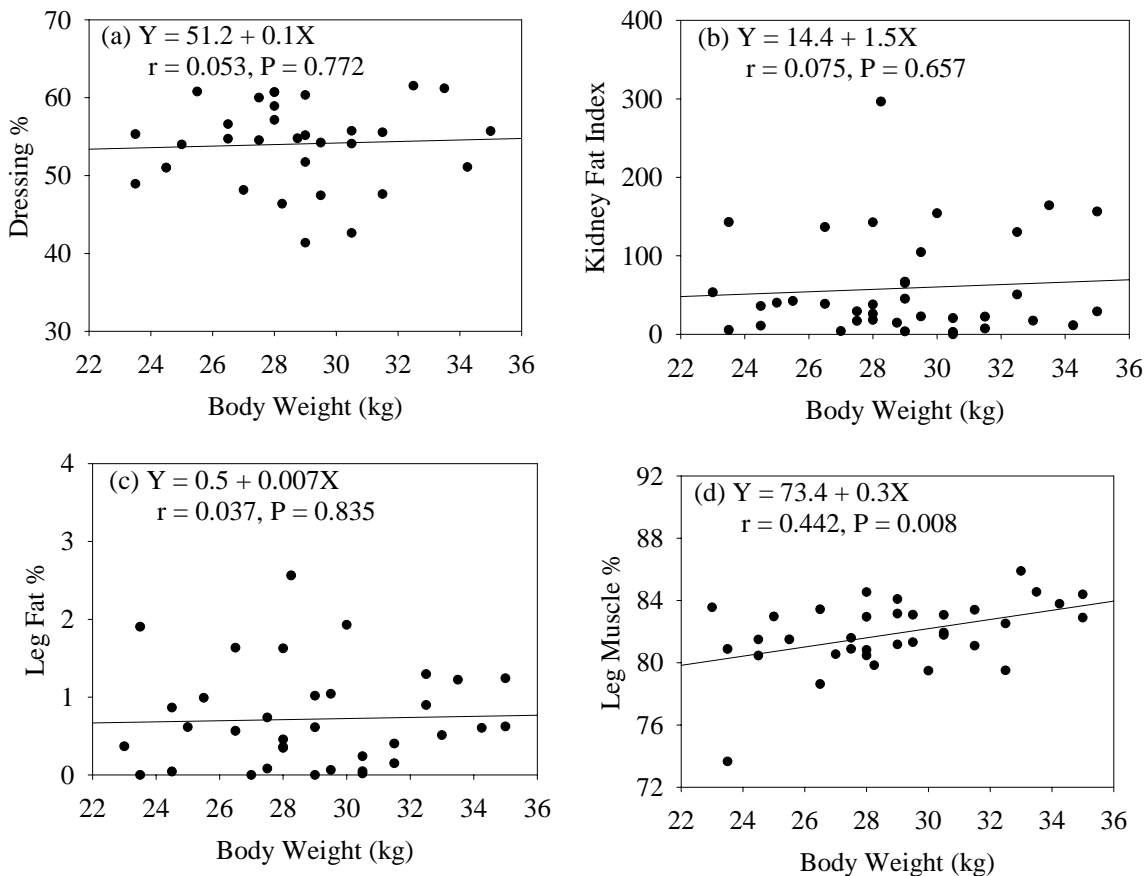 (a) Y = 51.2 + 0.1X
r = 0.053, P = 0.772
70
60
50
40
30
Dressing %
22 24 26 28 30 32 34 36
Body Weight (kg)
(b) Y = 14.4 + 1.5X
r = 0.075, P = 0.657
400
300
200
100
0
Kidney Fat Index
22 24 26 28 30 32 34 36
Body Weight (kg)
(c) Y = 0.5 + 0.007X
r = 0.037, P = 0.835
4
3
2
1
0
Leg Fat %
22 24 26 28 30 32 34 36
Body Weight (kg)
(d) Y = 73.4 + 0.3X
r = 0.442, P = 0.008
92
88
84
80
76
72
Leg Muscle %
22 24 26 28 30 32 34 36
Body Weight (kg)